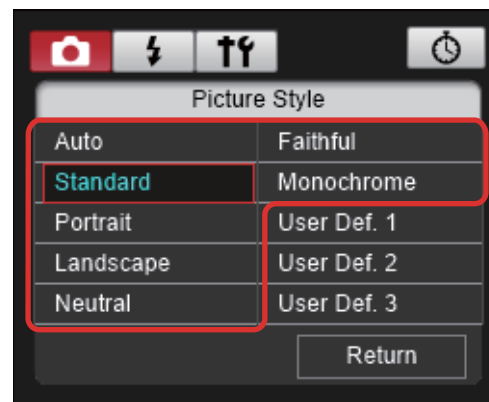 Picture Style
Auto
Faithful
Standard
Monochrome
Portrait
User Def. 1
Landscape
User Def. 2
Neutral
User Def. 3
Return